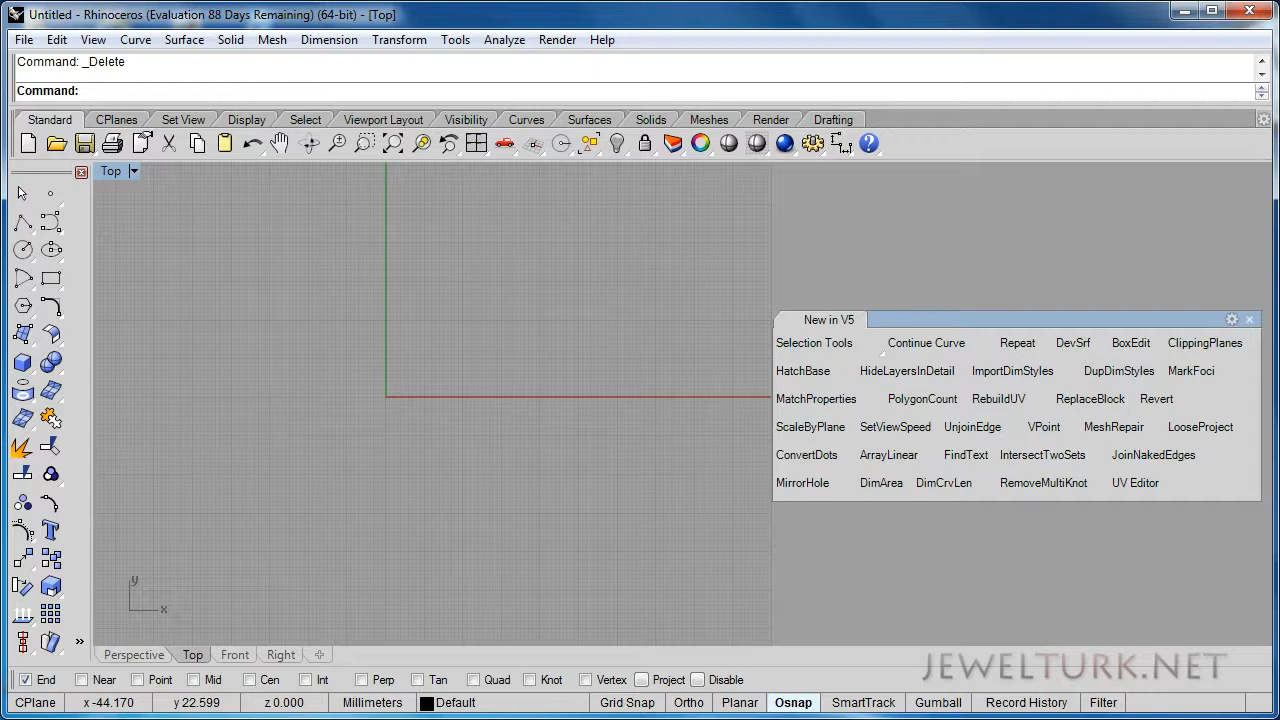 Untitled - Rhinoceros (Evaluation 88 Days Remaining) (64-bit) - [Top]
File Edit View Curve Surface Solid Mesh Dimension Transform Tools Analyze Render Help
Command: _Delete
Command:
Standard CPlanes Set View Display Select Viewport Layout Visibility Curves Surfaces Solids Meshes Render Drafting
Top
New in V5
Selection Tools Continue Curve Repeat DevSrf BoxEdit ClippingPlanes
HatchBase HideLayersInDetail ImportDimStyles DupDimStyles MarkFoci
MatchProperties PolygonCount RebuildUV ReplaceBlock Revert
ScaleByPlane SetViewSpeed UnjoinEdge VPoint MeshRepair LooseProject
ConvertDots ArrayLinear FindText IntersectTwoSets JoinNakedEdges
MirrorHole DimArea DimCrvLen RemoveMultiKnot UV Editor
y
x
Perspective Top Front Right
JEWELTURK.NET
End Near Point Mid Cen Int Perp Tan Quad Knot Vertex Project Disable
CPlane x -44.170 y 22.599 z 0.000 Millimeters Default Grid Snap Ortho Planar Osnap SmartTrack Gumball Record History Filter